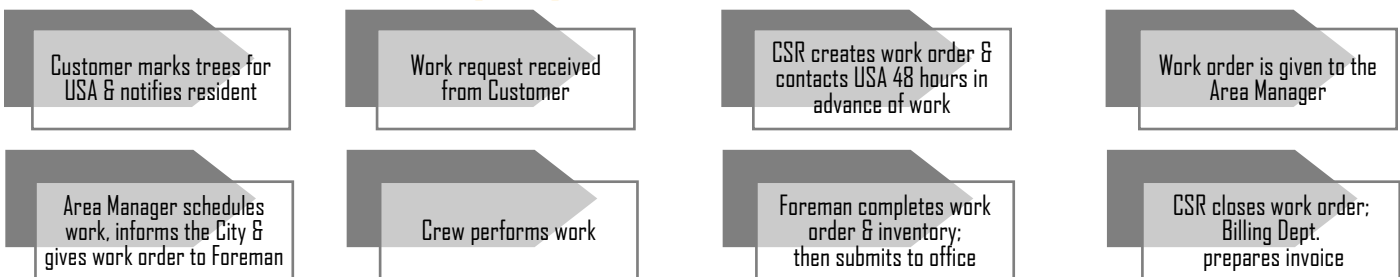 Customer marks trees for
USA & notifies resident
Work request received
from Customer
CSR creates work order &
contacts USA 48 hours in
advance of work
Work order is given to the
Area Manager
Area Manager schedules
work, informs the City &
gives work order to Foreman
Crew performs work
Foreman completes work
order & inventory;
then submits to office
CSR closes work order;
Billing Dept.
prepares invoice